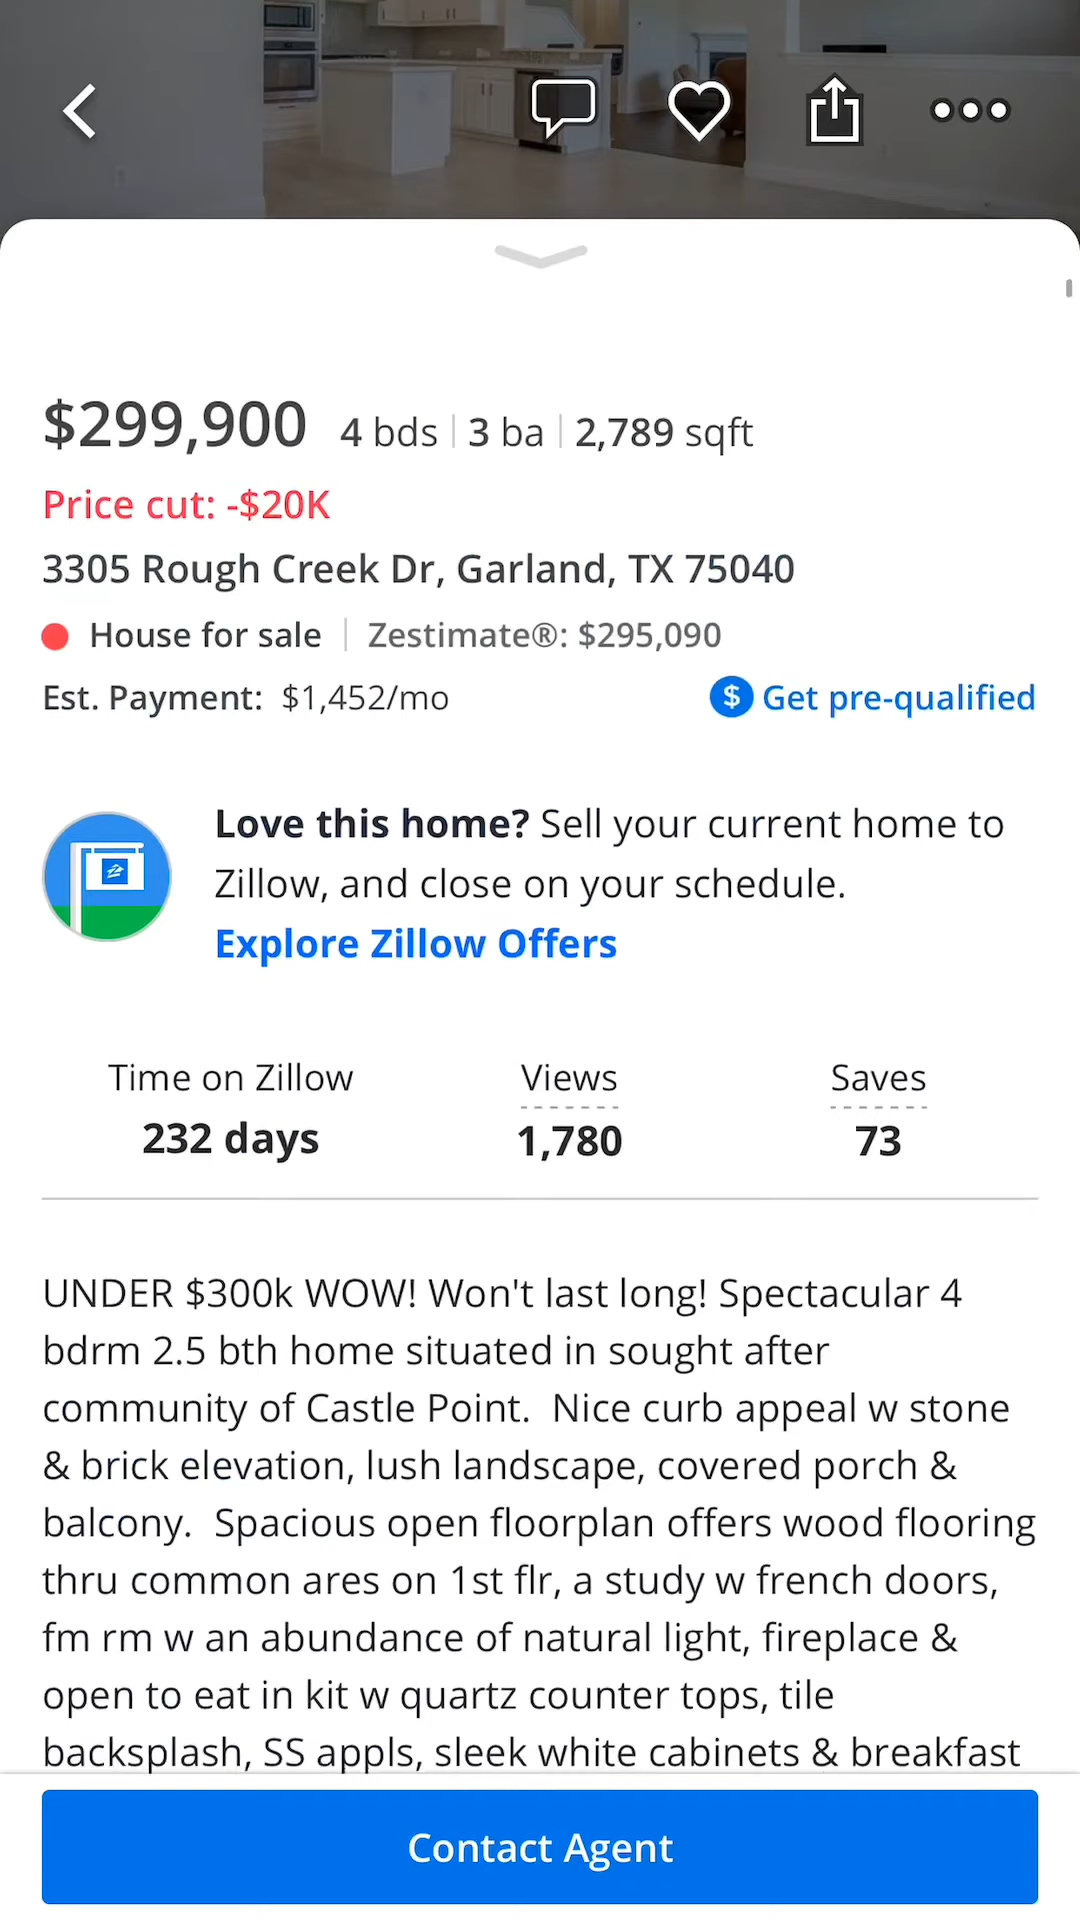 $299,900 4 bds 3 ba 2,789 sqft
Price cut: -$20K
3305 Rough Creek Dr, Garland, TX 75040
House for sale Zestimate®: $295,090
Est. Payment: $1,452/mo $ Get pre-qualified
Love this home? Sell your current home to
Zillow, and close on your schedule.
Explore Zillow Offers
Time on Zillow Views Saves
232 days 1,780 73
UNDER $300k WOW! Won't last long! Spectacular 4
bdrm 2.5 bth home situated in sought after
community of Castle Point.  Nice curb appeal w stone
& brick elevation, lush landscape, covered porch &
balcony.  Spacious open floorplan offers wood flooring
thru common ares on 1st flr, a study w french doors,
fm rm w an abundance of natural light, fireplace &
open to eat in kit w quartz counter tops, tile
backsplash, SS appls, sleek white cabinets & breakfast
Contact Agent